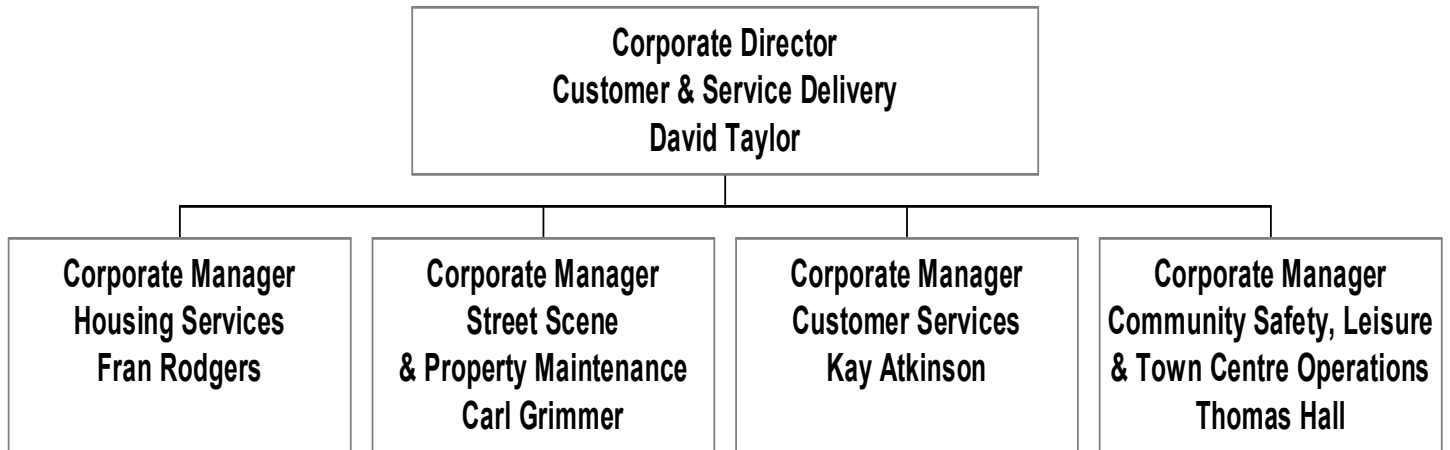 Corporate Director
Customer & Service Delivery
David Taylor
Corporate Manager
Housing Services
Fran Rodgers
Corporate Manager
Street Scene
& Property Maintenance
Carl Grimmer
Corporate Manager
Customer Services
Kay Atkinson
Corporate Manager
Community Safety, Leisure
& Town Centre Operations
Thomas Hall